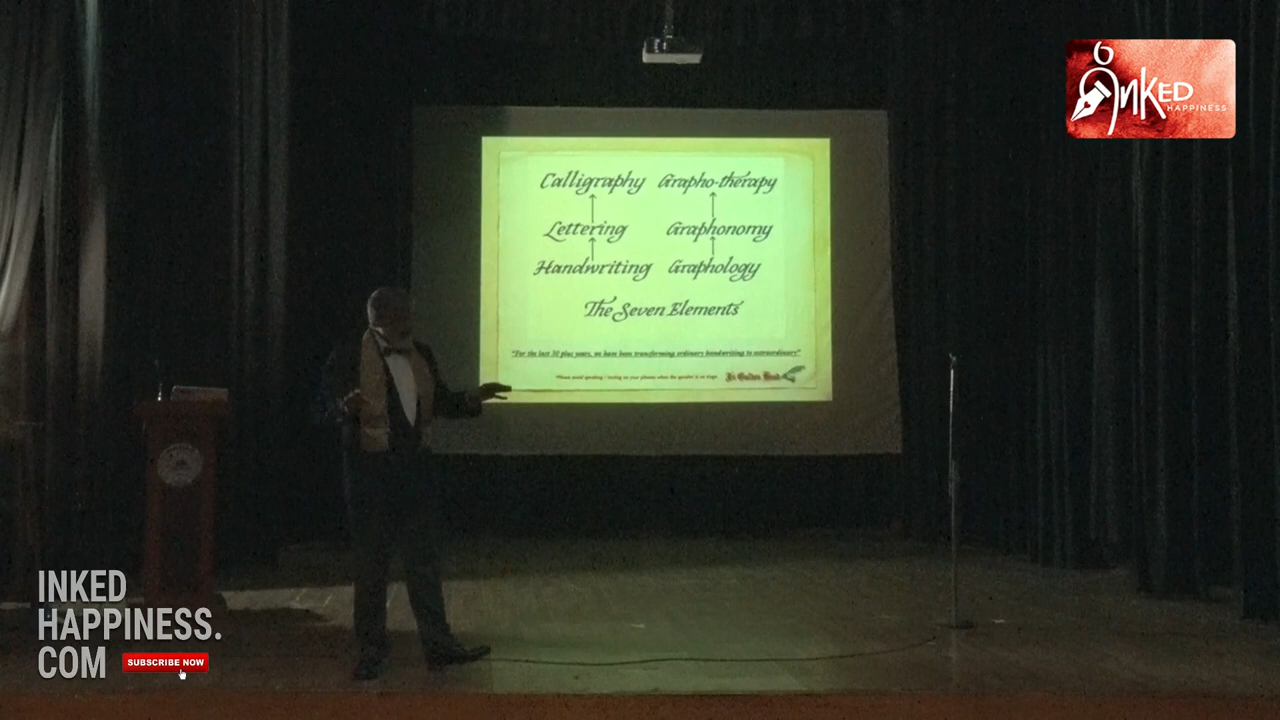 INKED
HAPPINESS
Calligraphy Grapho-therapy
Lettering Graphonomy
Handwriting Graphology
The Seven Elements
"For the last 30 plus years, we have been transforming ordinary handwriting to extraordinary"
INKED
HAPPINESS.
COM
SUBSCRIBE NOW